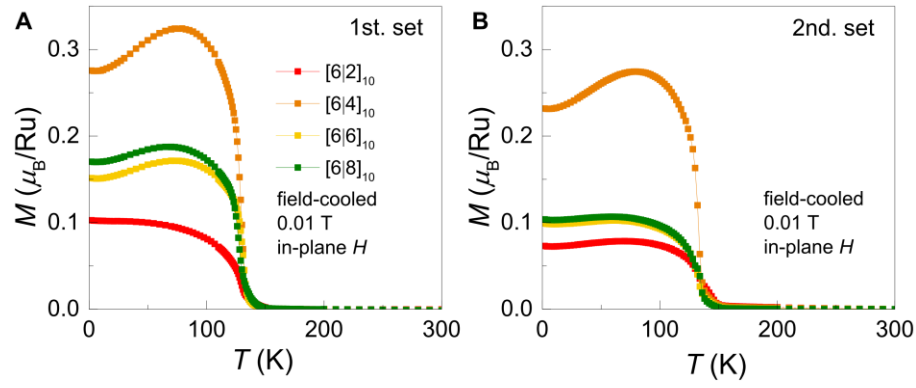 A
1st. set
M (μB/Ru)
0.3
0.2
0.1
0.0
[6|2]10
[6|4]10
[6|6]10
[6|8]10
field-cooled
0.01 T
in-plane H
0 100 200 300
T (K)
B
2nd. set
M (μB/Ru)
0.3
0.2
0.1
0.0
field-cooled
0.01 T
in-plane H
0 100 200 300
T (K)